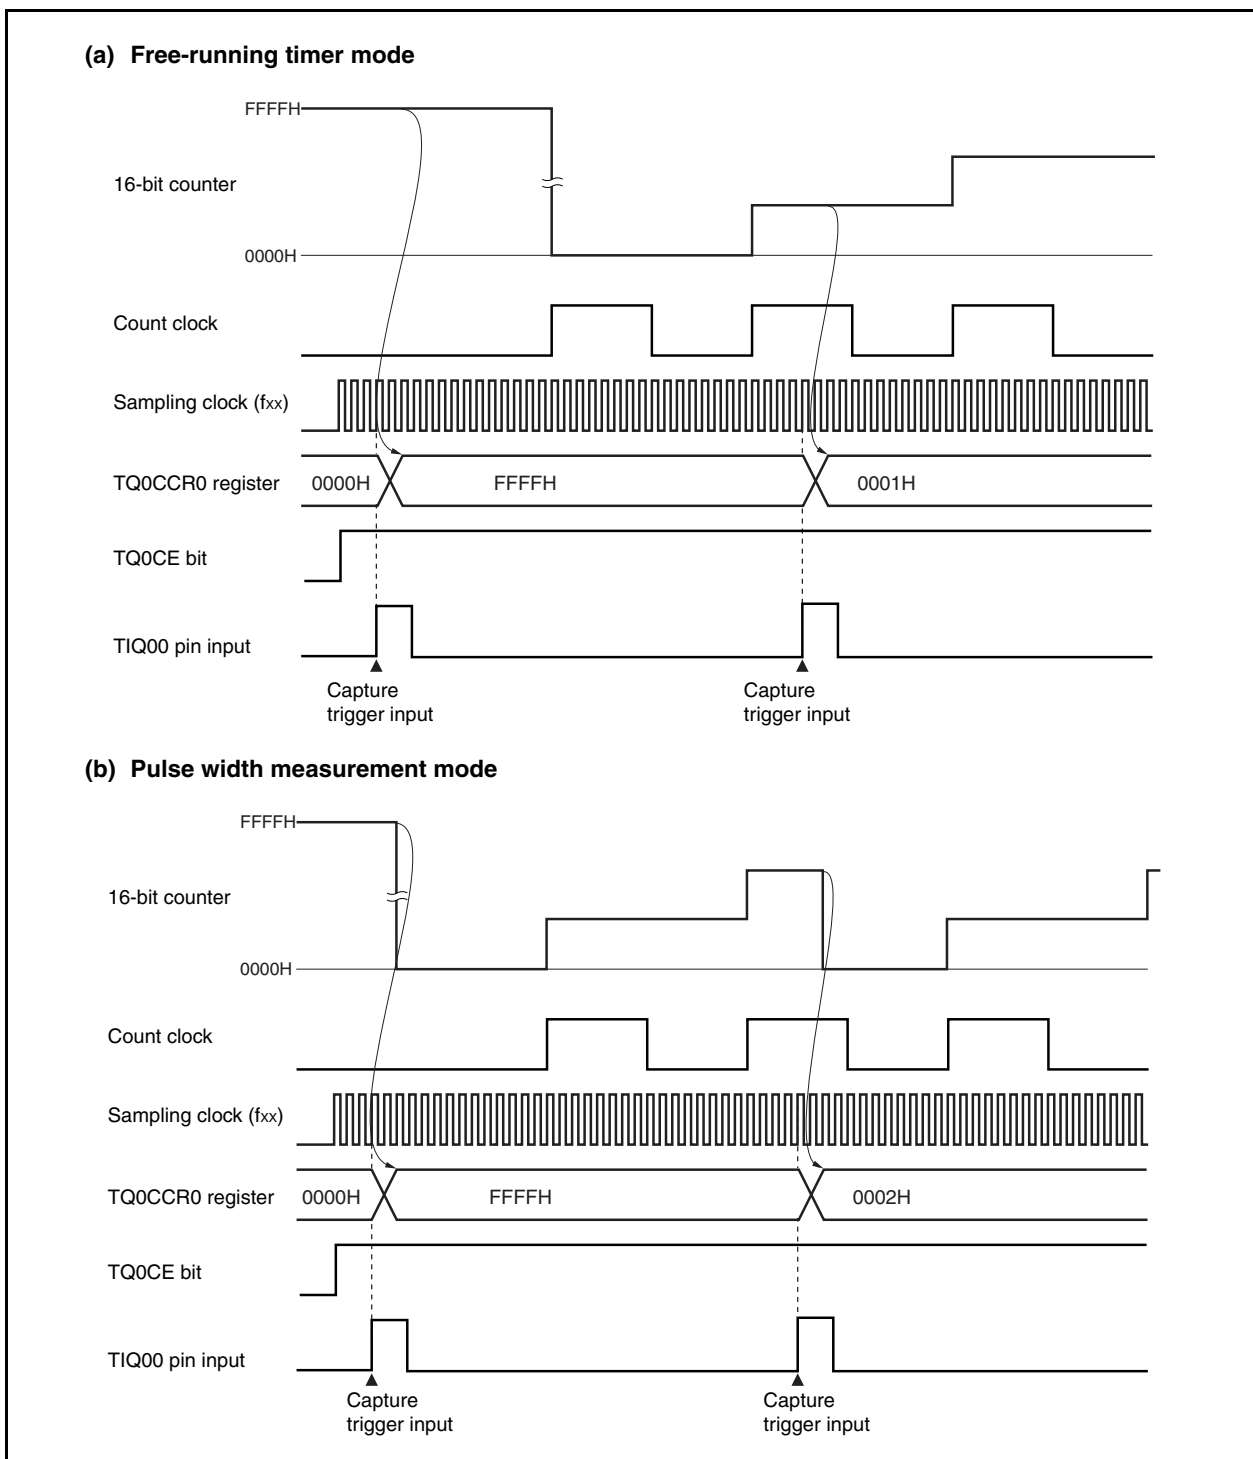 (a) Free-running timer mode
FFFFH
16-bit counter
0000H
Count clock
Sampling clock (fxx)
TQ0CCR0 register 0000H FFFFH 0001H
TQ0CE bit
TIQ00 pin input
Capture
trigger input
Capture
trigger input
(b) Pulse width measurement mode
FFFFH
16-bit counter
0000H
Count clock
Sampling clock (fxx)
TQ0CCR0 register 0000H FFFFH 0002H
TQ0CE bit
TIQ00 pin input
Capture
trigger input
Capture
trigger input